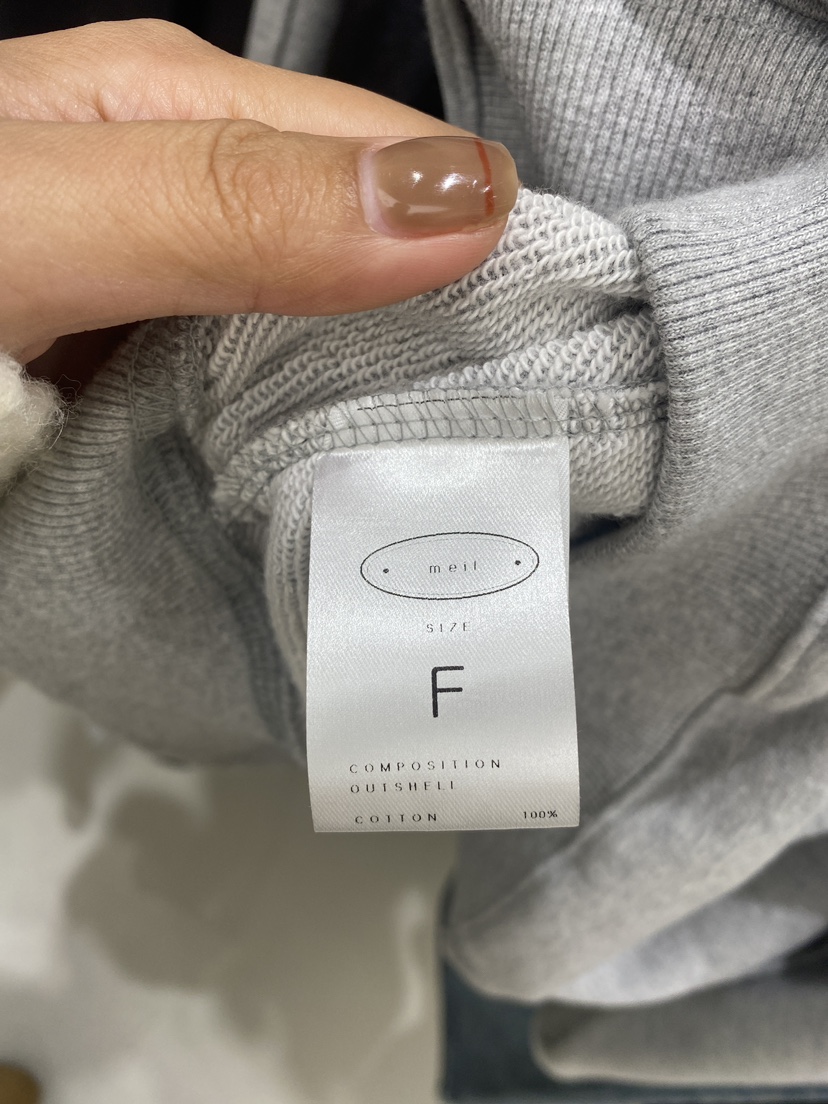 meil
SIZE
F
COMPOSITION
OUTSHELL
COTTON 100%